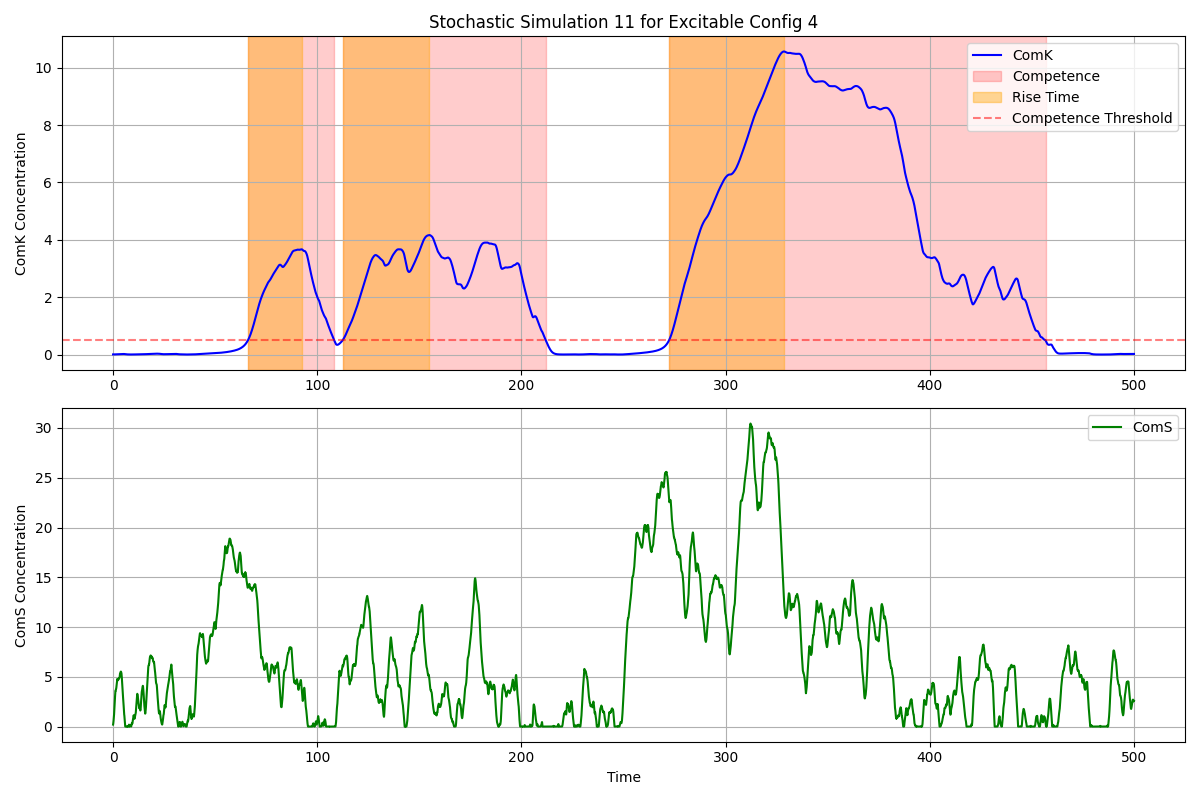 Stochastic Simulation 11 for Excitable Config 4
ComK Concentration
10
8
6
4
2
0
ComK
Competence
Rise Time
Competence Threshold
0 100 200 300 400 500
ComS Concentration
30
25
20
15
10
5
0
ComS
0 100 200 300 400 500
Time